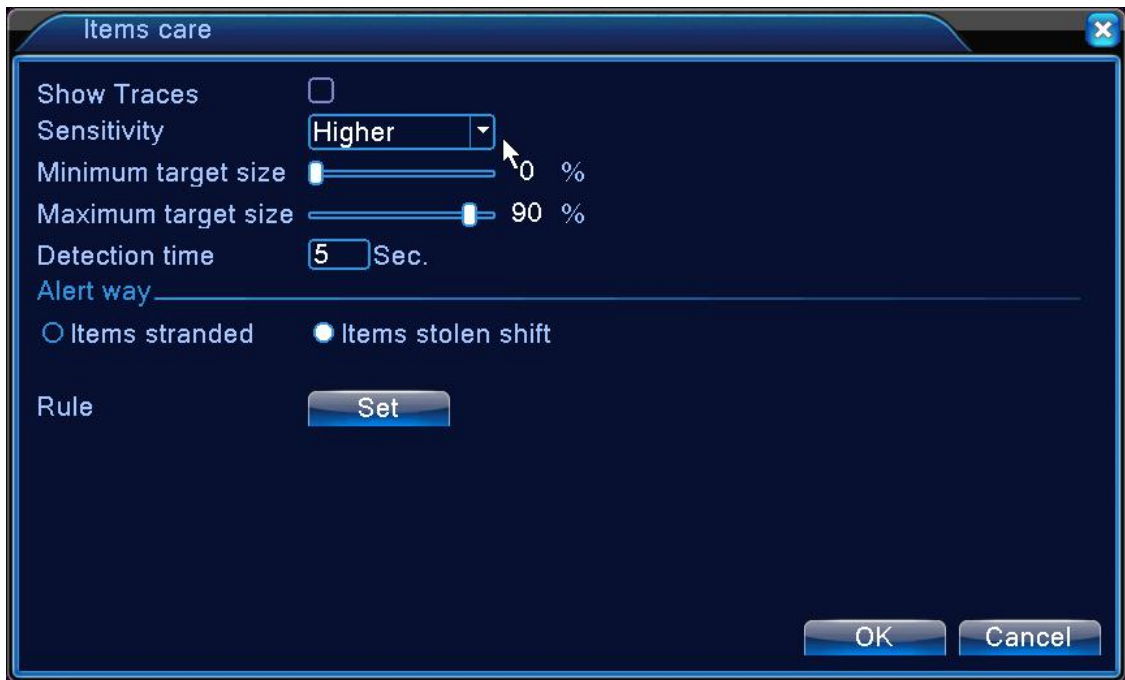 Items care
Show Traces
Sensitivity Higher
Minimum target size 0 %
Maximum target size 90 %
Detection time 5 Sec.
Alert way
Items stranded Items stolen shift
Rule Set
OK Cancel